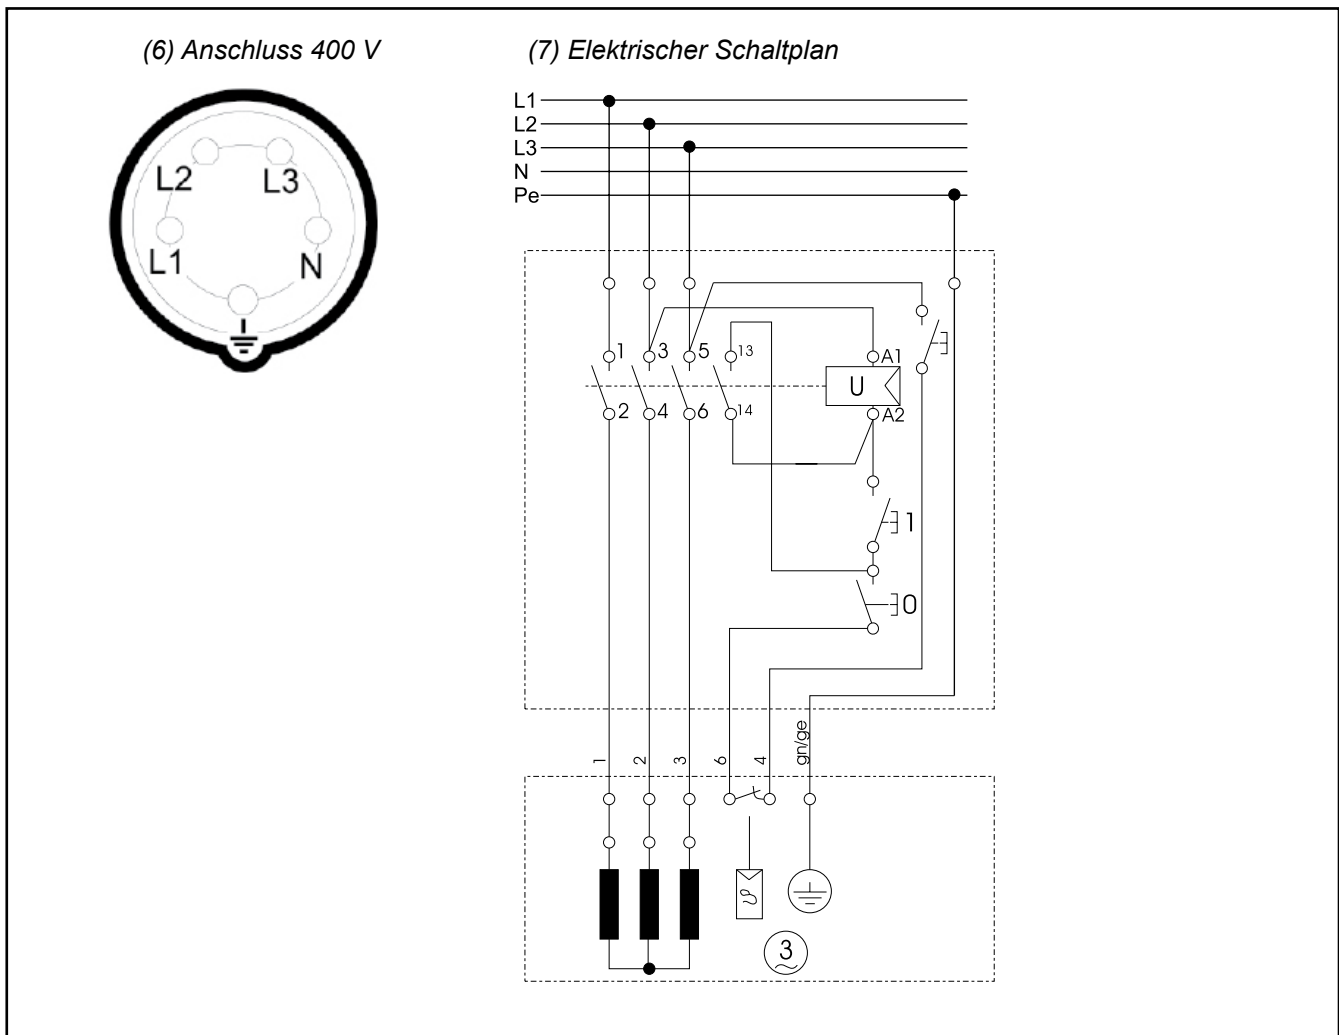 (6) Anschluss 400 V
(7) Elektrischer Schaltplan
L2
L3
L1
N
L1
L2
L3
N
Pe
1
3
5
13
A1
U
2
4
6
14
A2
1
0
1
2
3
6
4
gn/ge
ϑ
3
~